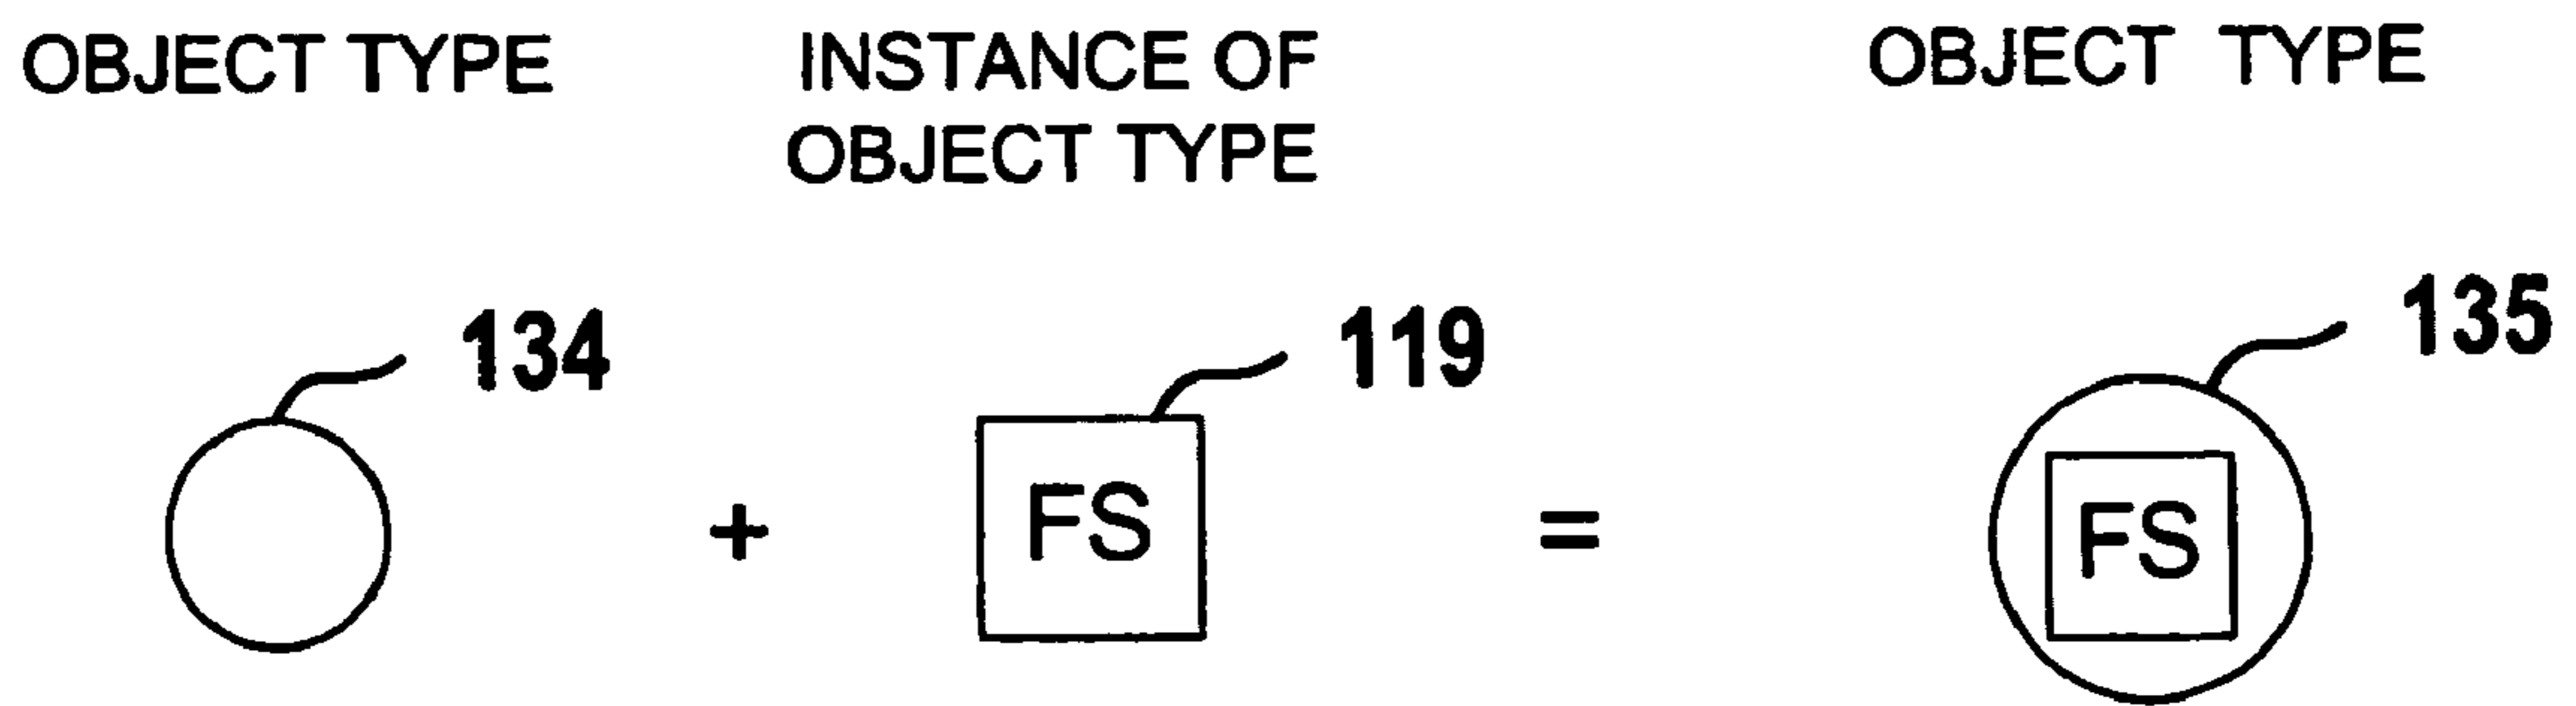 OBJECT TYPE
INSTANCE OF
OBJECT TYPE
OBJECT TYPE
134
119
135
FS
+
=
FS